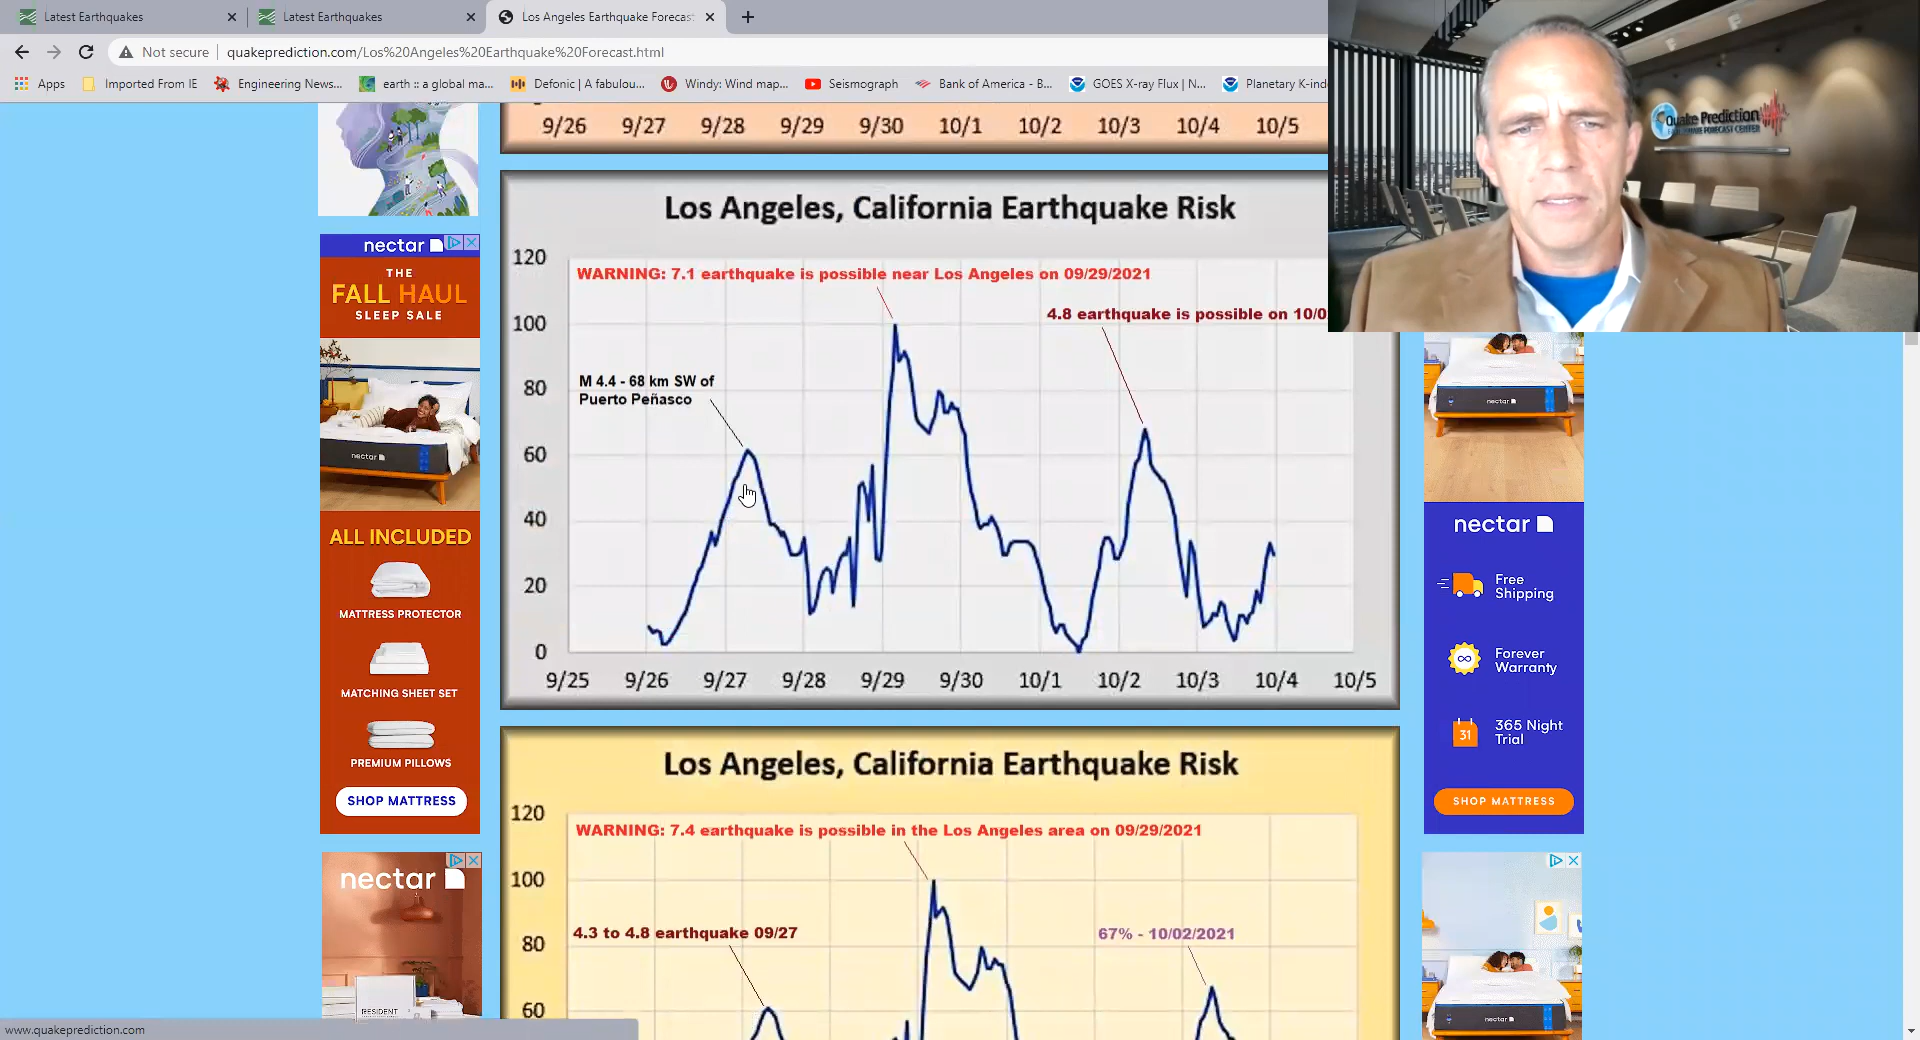 Latest Earthquakes
Latest Earthquakes
Los Angeles Earthquake Forecas
Not secure
quakeprediction.com/Los%20Angeles%20Earthquake%20Forecast.html
Apps
Imported From IE
Engineering News...
earth :: a global ma...
Defonic | A fabulou...
Windy: Wind map...
Seismograph
Bank of America - B...
GOES X-ray Flux | N...
Planetary K-ind
Quake Prediction
EARTHQUAKE FORECAST CENTER
9/26 9/27 9/28 9/29 9/30 10/1 10/2 10/3 10/4 10/5
Los Angeles, California Earthquake Risk
120
WARNING: 7.1 earthquake is possible near Los Angeles on 09/29/2021
4.8 earthquake is possible on 10/0
100
M 4.4 - 68 km SW of
Puerto Peñasco
80
60
40
20
0
9/25 9/26 9/27 9/28 9/29 9/30 10/1 10/2 10/3 10/4 10/5
Los Angeles, California Earthquake Risk
120
WARNING: 7.4 earthquake is possible in the Los Angeles area on 09/29/2021
100
4.3 to 4.8 earthquake 09/27
67% - 10/02/2021
80
60
nectar
THE
FALL HAUL
SLEEP SALE
nectar
ALL INCLUDED
MATTRESS PROTECTOR
MATCHING SHEET SET
PREMIUM PILLOWS
SHOP MATTRESS
nectar
RESIDENT
nectar
nectar
Free
Shipping
Forever
Warranty
31
365 Night
Trial
SHOP MATTRESS
nectar
www.quakeprediction.com